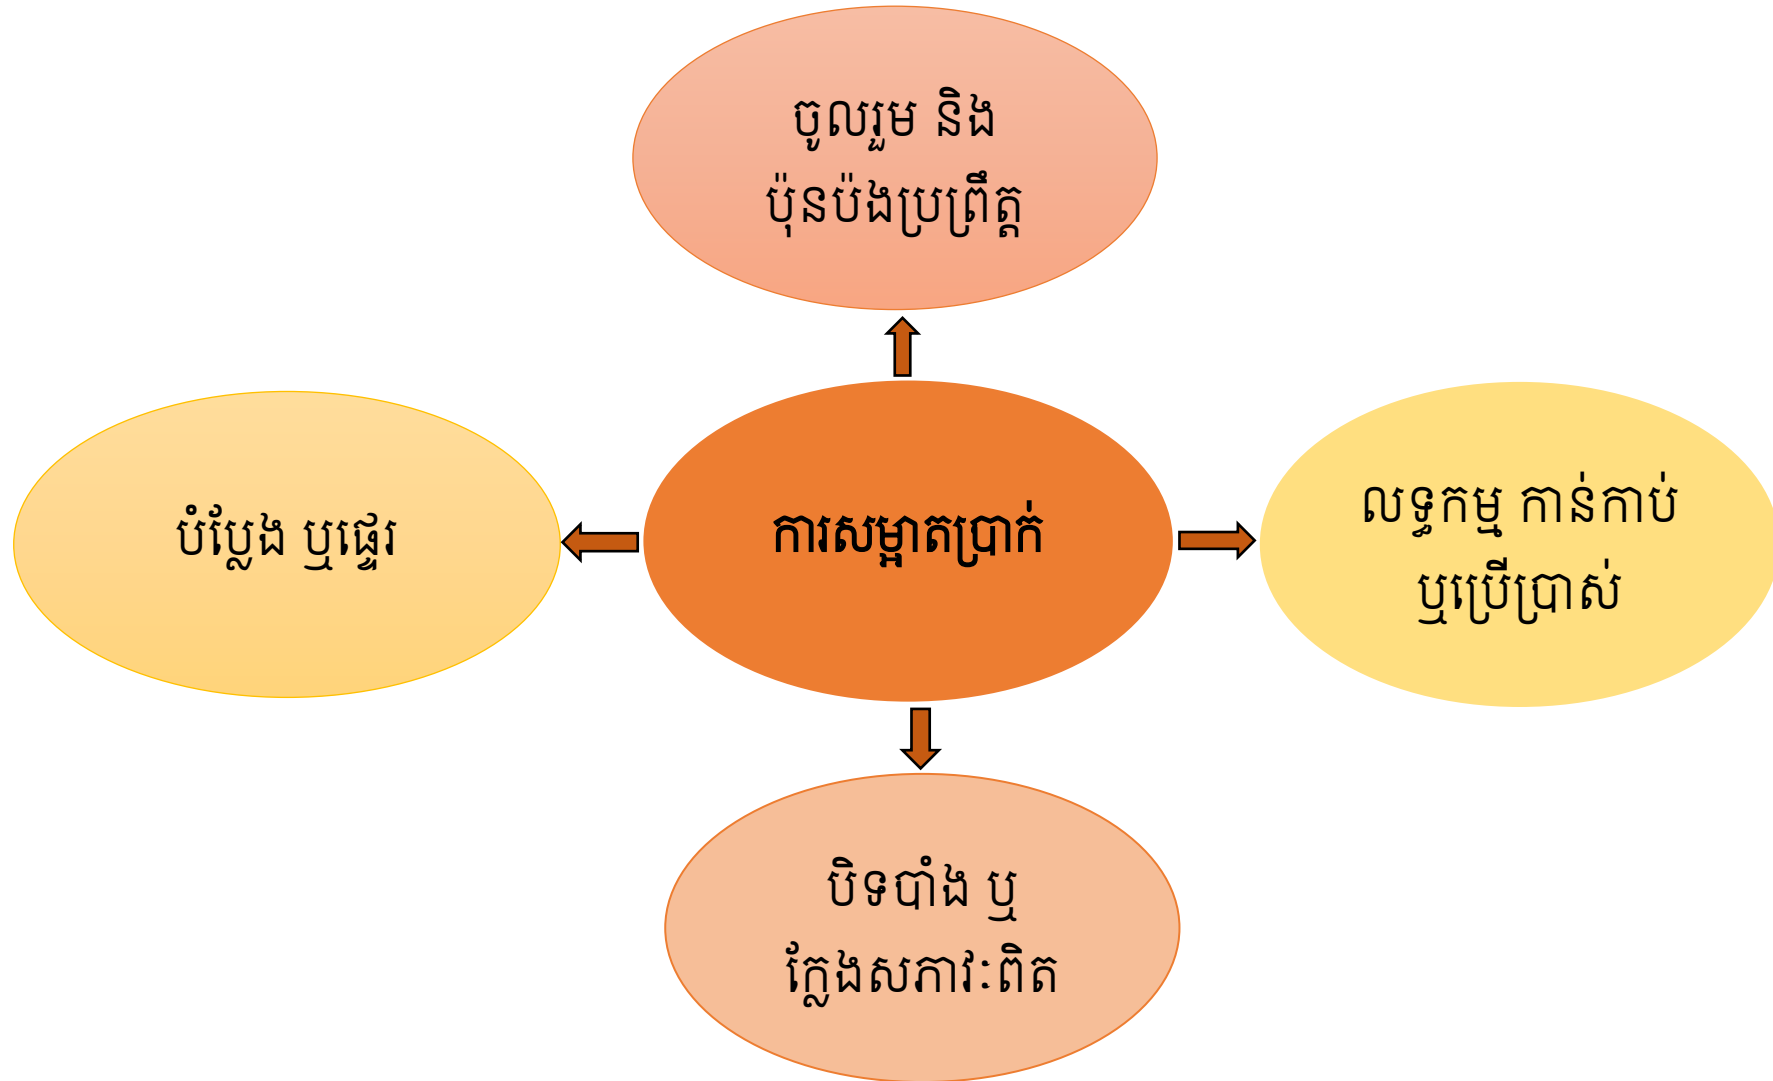 ចូលរួម និង
ប៉ុនប៉ងប្រព្រឹត្ត
បំប្លែង ឬផ្ទេរ
ការសម្អាតប្រាក់
លទ្ធកម្ម កាន់កាប់
ឬប្រើប្រាស់
បិទបាំង ឬ
ក្លែងសភាវៈពិត